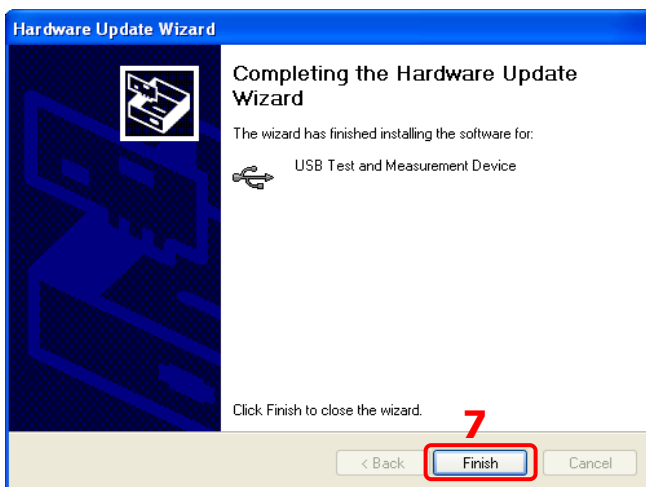 Hardware Update Wizard
Completing the Hardware Update
Wizard
The wizard has finished installing the software for:
USB Test and Measurement Device
Click Finish to close the wizard.
7
< Back
Finish
Cancel